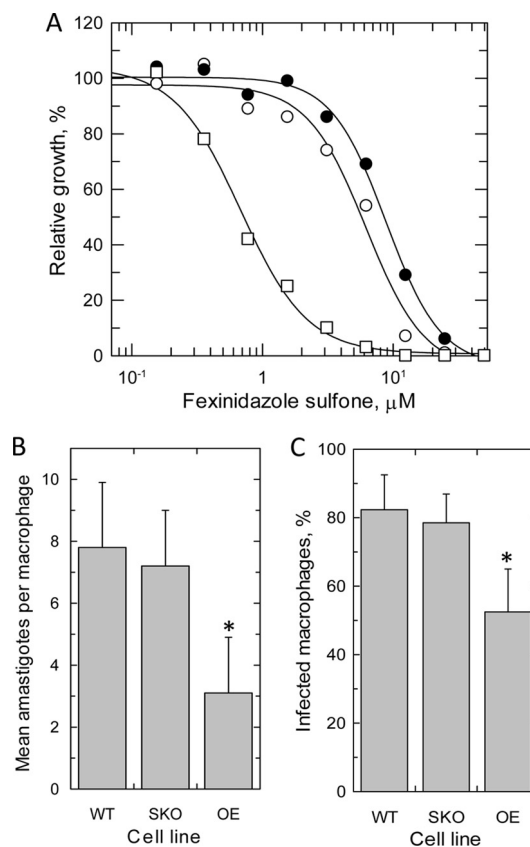 A
Relative growth, %
120
100
80
60
40
20
0
10-1
1
101
Fexinidazole sulfone, μM
B
Mean amastigotes per macrophage
10
8
6
4
2
0
*
WT SKO OE
Cell line
C
Infected macrophages, %
100
80
60
40
20
0
*
WT SKO OE
Cell line